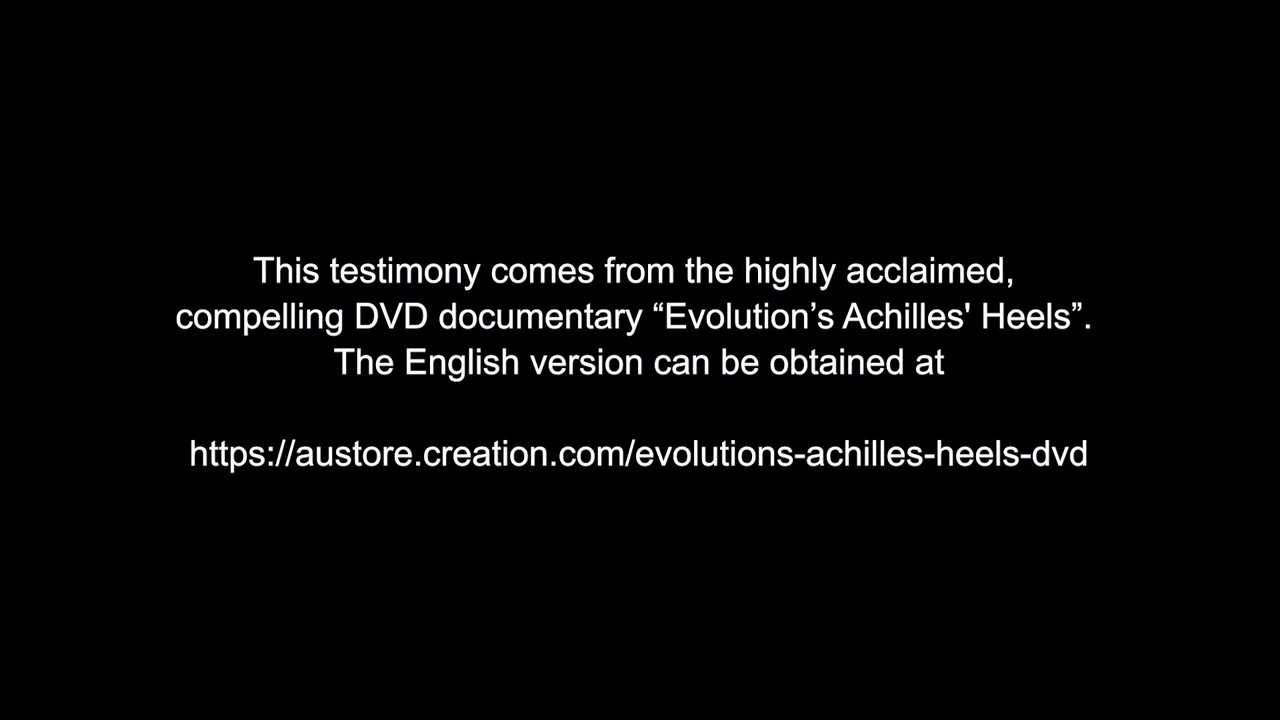 This testimony comes from the highly acclaimed,
compelling DVD documentary “Evolution’s Achilles' Heels”.
The English version can be obtained at
https://austore.creation.com/evolutions-achilles-heels-dvd